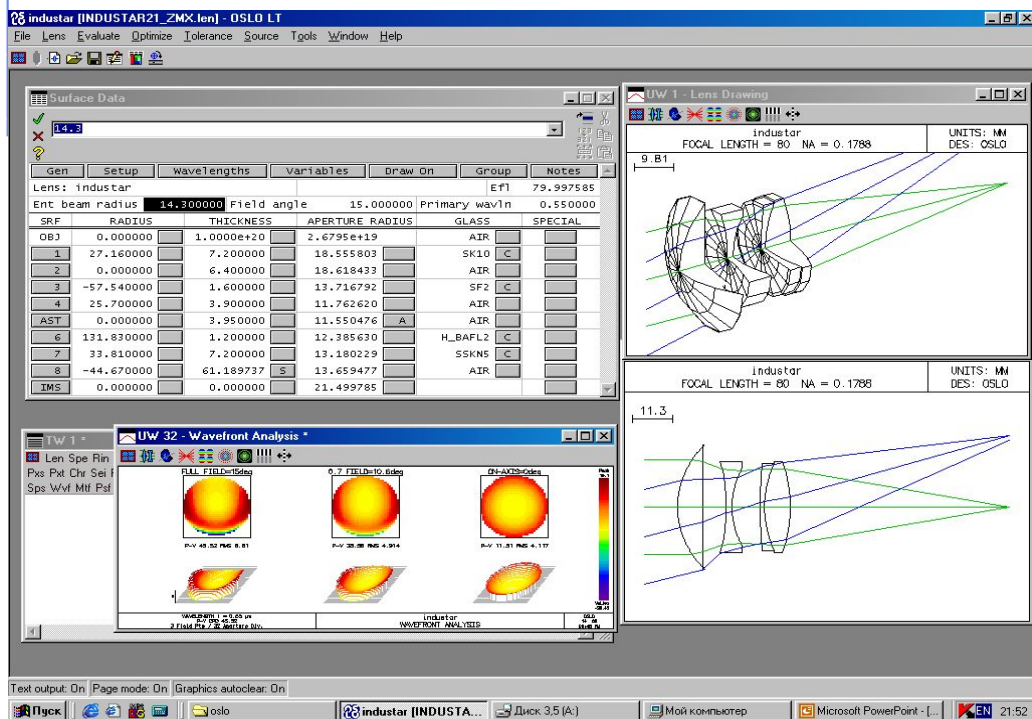 industar [INDUSTAR21_ZMX.len] - OSLO LT
File Lens Evaluate Optimize Tolerance Source Tools Window Help
Surface Data
14.3
Gen Setup Wavelengths Variables Draw On Group Notes
Lens: industar Efl 79.997585
Ent beam radius 14.300000 Field angle 15.000000 Primary wavln 0.550000
SRF RADIUS THICKNESS APERTURE RADIUS GLASS SPECIAL
OBJ 0.000000 1.0000e+20 2.6795e+19 AIR
1 27.160000 7.200000 18.555803 SK10 C
2 0.000000 6.400000 18.618433 AIR
3 -57.540000 1.600000 13.716792 SF2 C
4 25.700000 3.900000 11.762620 AIR
AST 0.000000 3.950000 11.550476 A AIR
6 131.830000 1.200000 12.385630 H_BAFL2 C
7 33.810000 7.200000 13.180229 SSKN5 C
8 -44.670000 61.189737 S 13.659477 AIR
IMS 0.000000 0.000000 21.499785
UW 1 - Lens Drawing
industar
FOCAL LENGTH = 80 NA = 0.1788
UNITS: MM
DES: OSLO
9.81
industar
FOCAL LENGTH = 80 NA = 0.1788
UNITS: MM
DES: OSLO
11.3
TW 1 *
Len Spe Rin
Pxs Pxt Chr Sei
Sps Wvf Mtf Psf
UW 32 - Wavefront Analysis *
FULL FIELD=15deg 0.7 FIELD=10.6deg ON-AXIS=0deg
industar
WAVEFRONT ANALYSIS
OSLO
Text output: On Page mode: On Graphics autoclear: On
Пуск oslo industar [INDUSTA... Диск 3,5 (A:) Мой компьютер Microsoft PowerPoint - [... EN 21:52